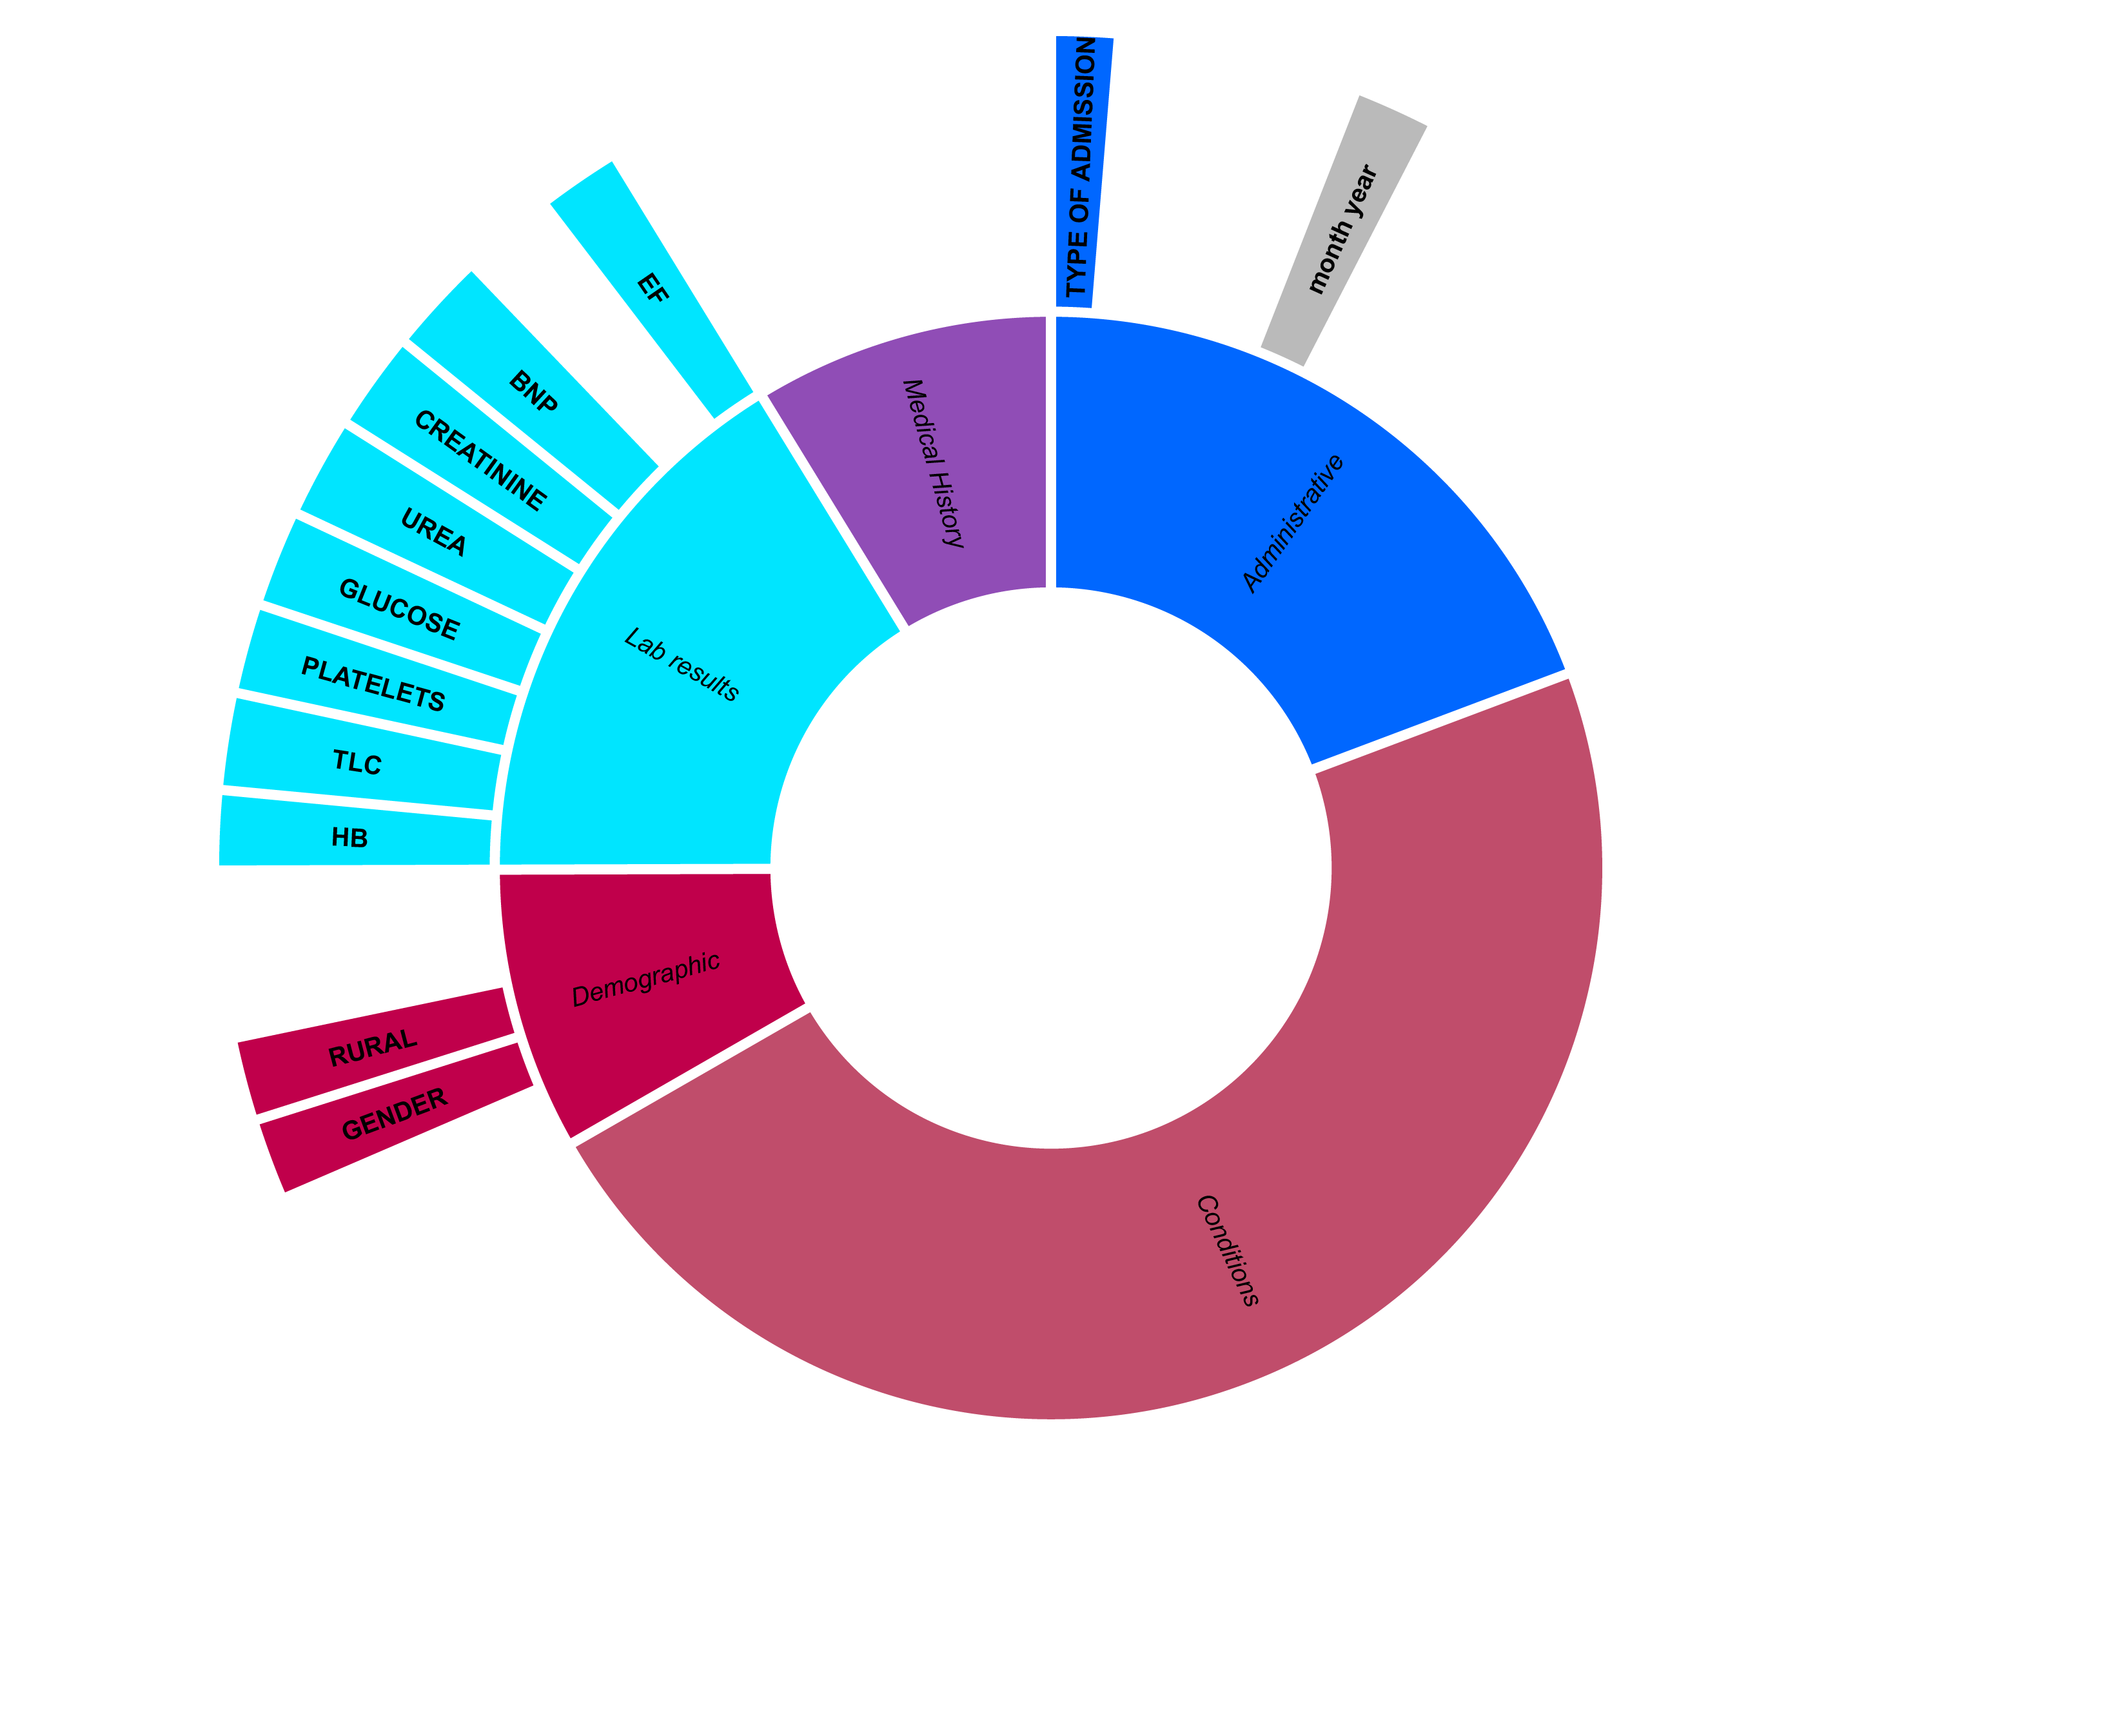 TYPE OF ADMISSION
month year
Administrative
Conditions
Demographic
GENDER
RURAL
Lab results
HB
TLC
PLATELETS
GLUCOSE
UREA
CREATININE
BNP
EF
Medical History